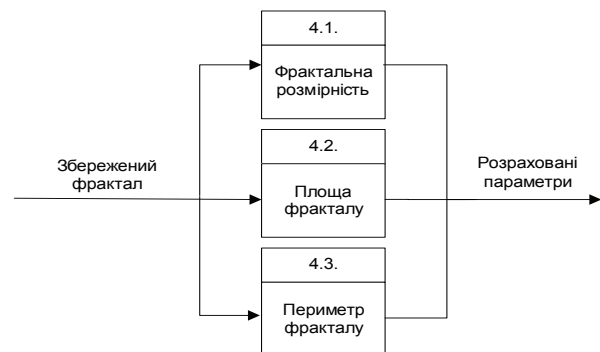 4.1.
Фрактальна
розмірність
4.2.
Збережений
фрактал
Площа
фракталу
Розраховані
параметри
4.3.
Периметр
фракталу